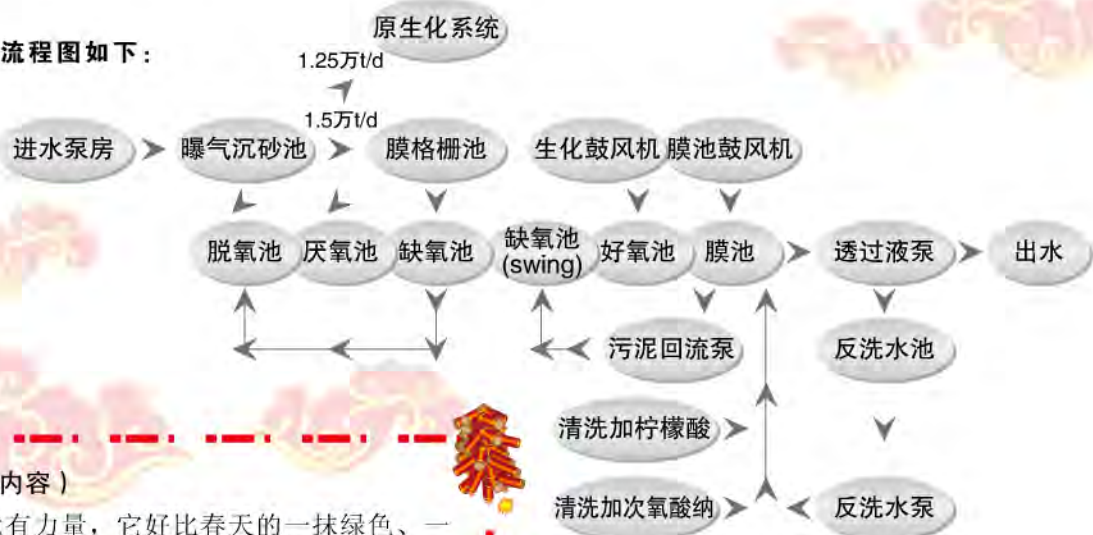 流程图如下：
原生化系统
1.25万t/d
1.5万t/d
进水泵房
曝气沉砂池
膜格栅池
生化鼓风机
膜池鼓风机
脱氧池
厌氧池
缺氧池
缺氧池
(swing)
好氧池
膜池
透过液泵
出水
污泥回流泵
反洗水池
清洗加柠檬酸
清洗加次氧酸纳
反洗水泵
内容）
有力量，它好比春天的一抹绿色、一